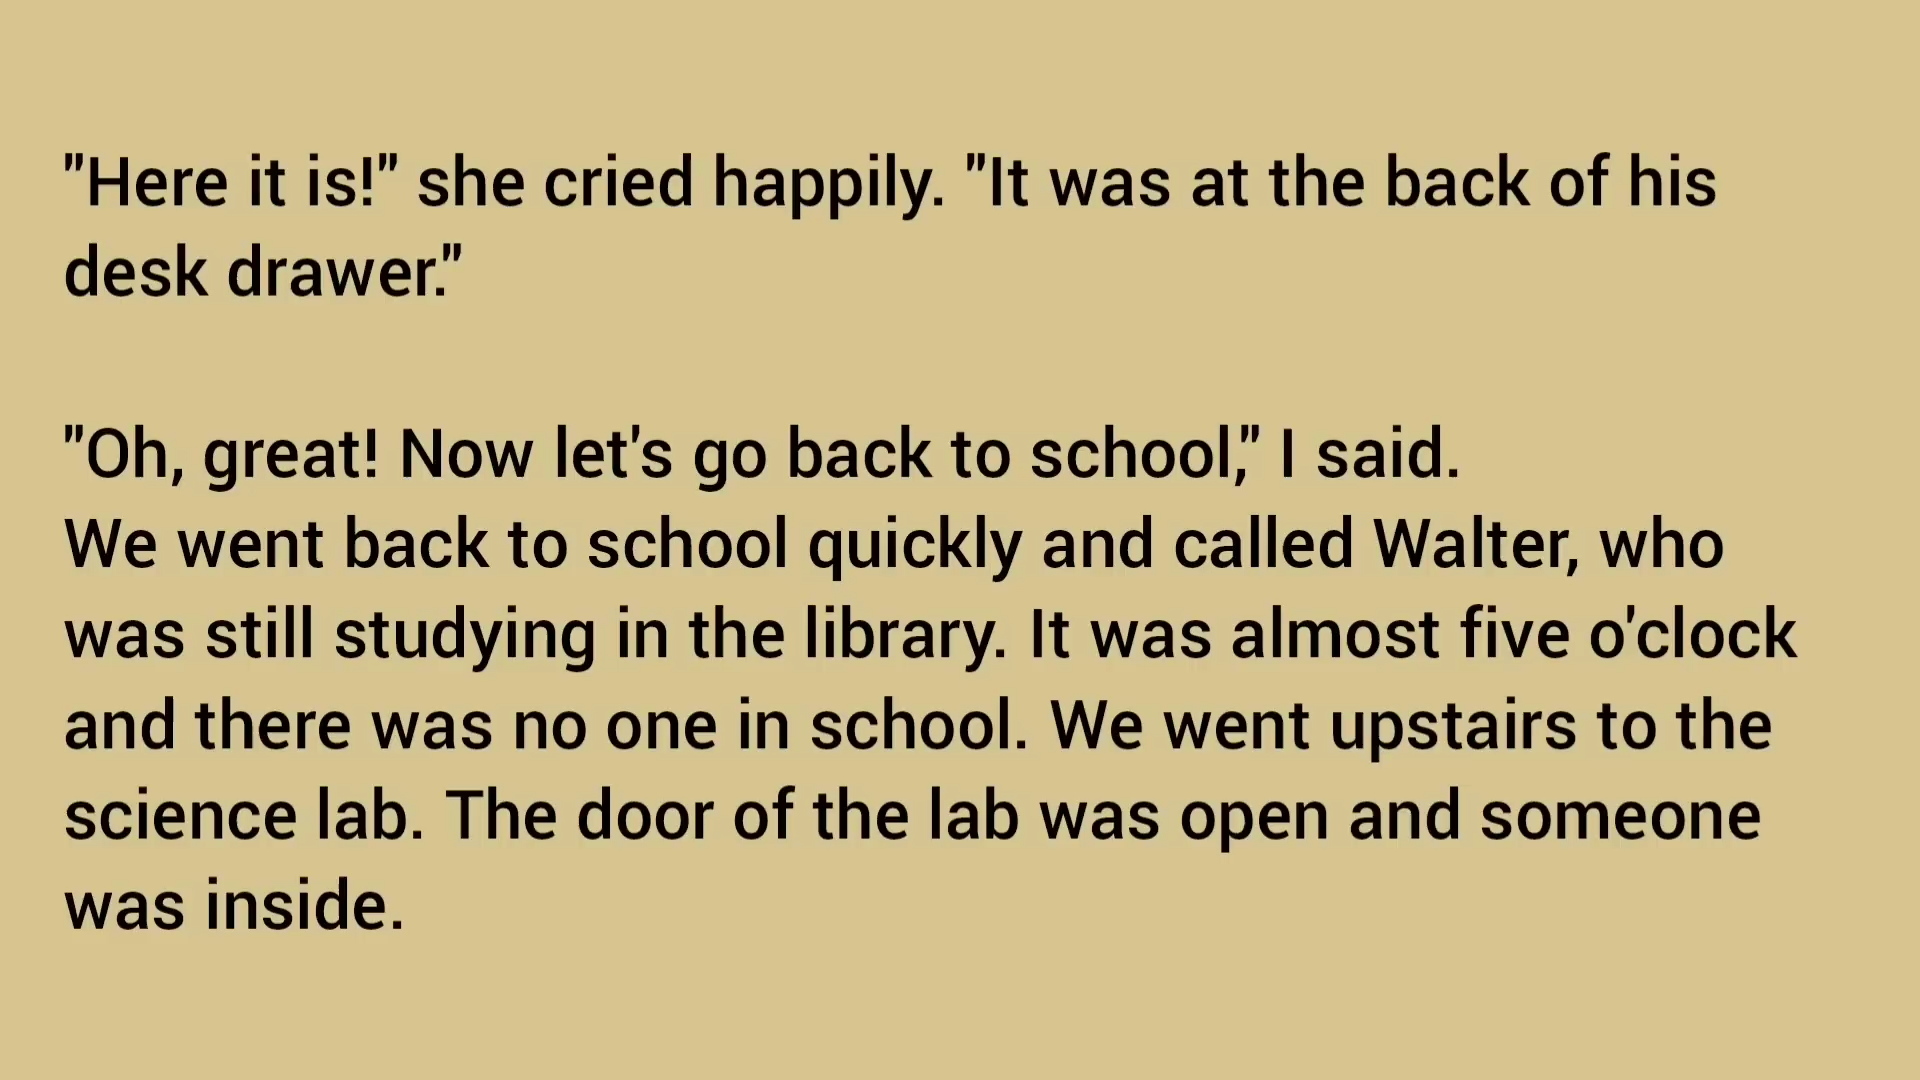 "Here it is!" she cried happily. "It was at the back of his
desk drawer."
"Oh, great! Now let's go back to school," I said.
We went back to school quickly and called Walter, who
was still studying in the library. It was almost five o'clock
and there was no one in school. We went upstairs to the
science lab. The door of the lab was open and someone
was inside.